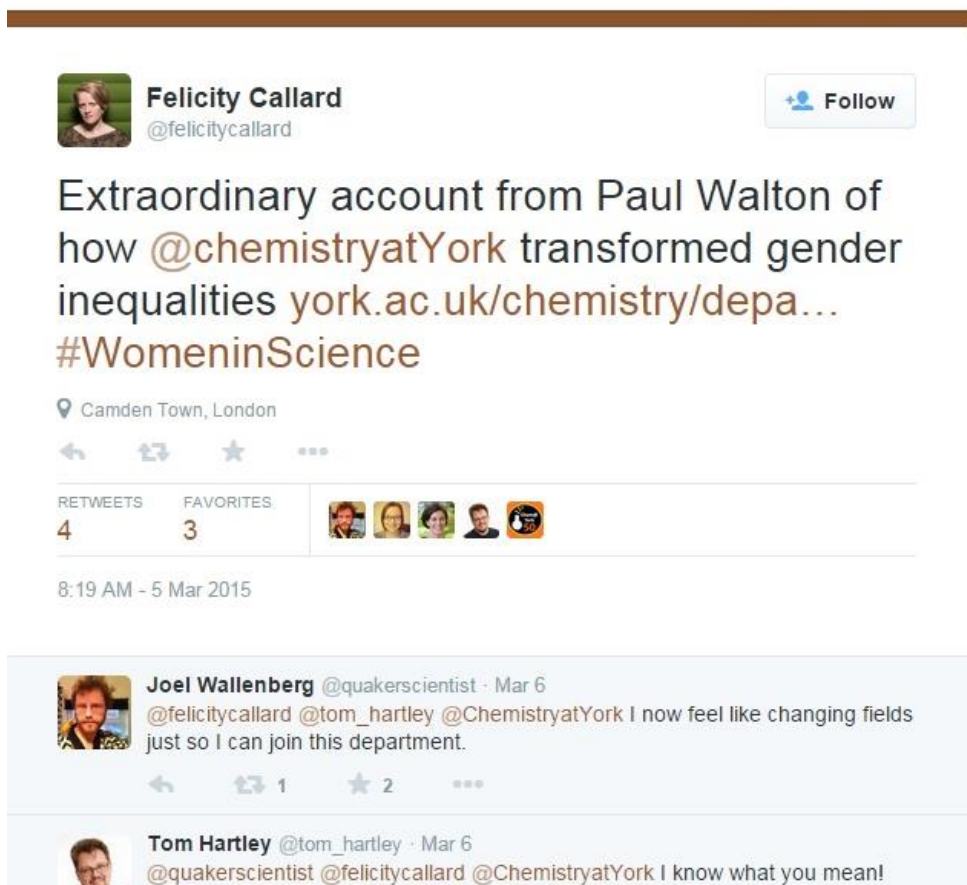 Felicity Callard
@felicitycallard
Follow
Extraordinary account from Paul Walton of
how @chemistryatYork transformed gender
inequalities york.ac.uk/chemistry/depa...
#WomeninScience
Camden Town, London
RETWEETS FAVORITES
4 3
8:19 AM - 5 Mar 2015
Joel Wallenberg @quakerscientist · Mar 6
@felicitycallard @tom_hartley @ChemistryatYork I now feel like changing fields
just so I can join this department.
1 2
Tom Hartley @tom_hartley · Mar 6
@quakerscientist @felicitycallard @ChemistryatYork I know what you mean!